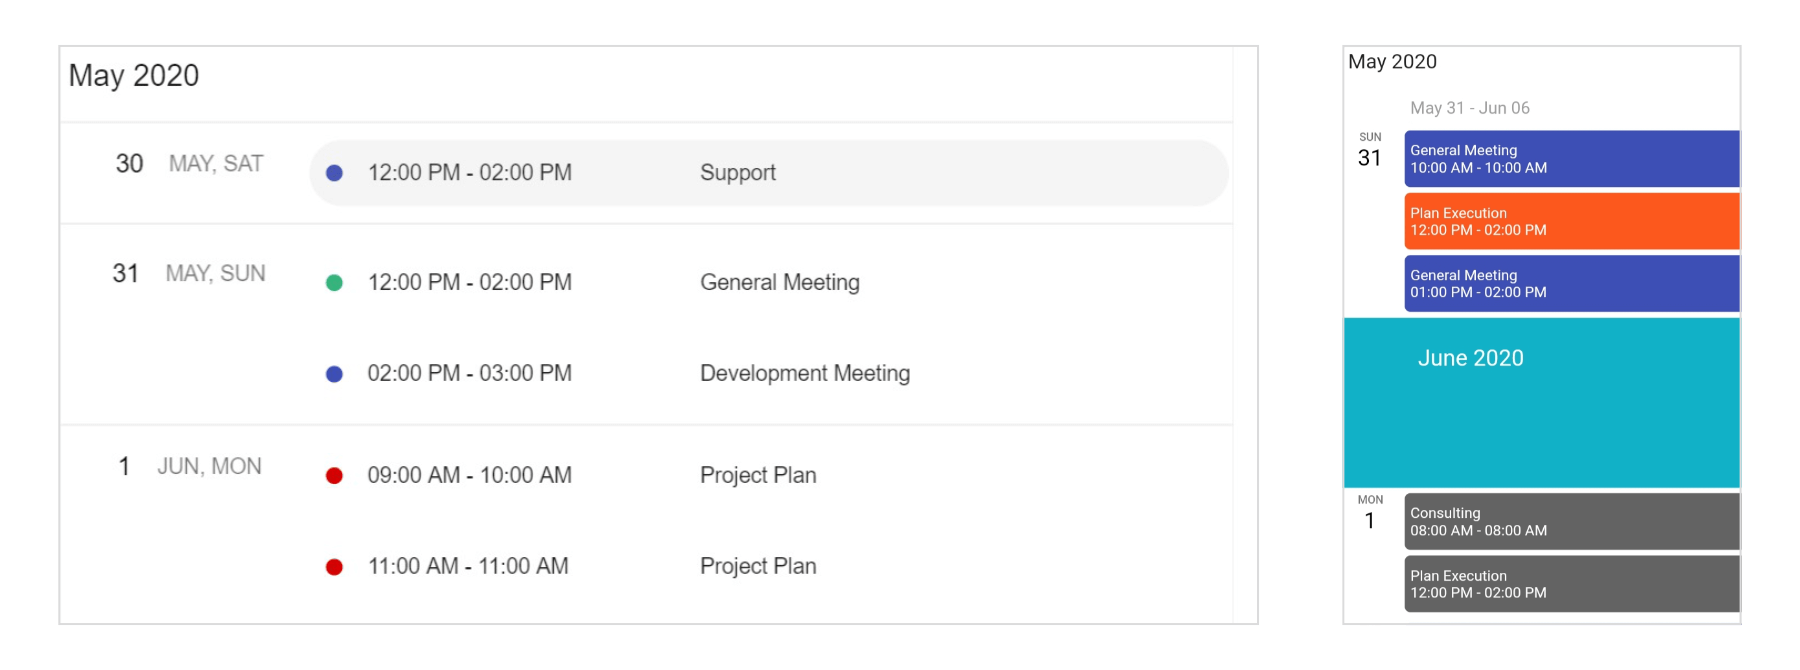 May 2020
30 MAY, SAT 12:00 PM - 02:00 PM Support
31 MAY, SUN 12:00 PM - 02:00 PM General Meeting
02:00 PM - 03:00 PM Development Meeting
1 JUN, MON 09:00 AM - 10:00 AM Project Plan
11:00 AM - 11:00 AM Project Plan
May 2020
May 31 - Jun 06
SUN
31
General Meeting
10:00 AM - 10:00 AM
Plan Execution
12:00 PM - 02:00 PM
General Meeting
01:00 PM - 02:00 PM
June 2020
MON
1
Consulting
08:00 AM - 08:00 AM
Plan Execution
12:00 PM - 02:00 PM